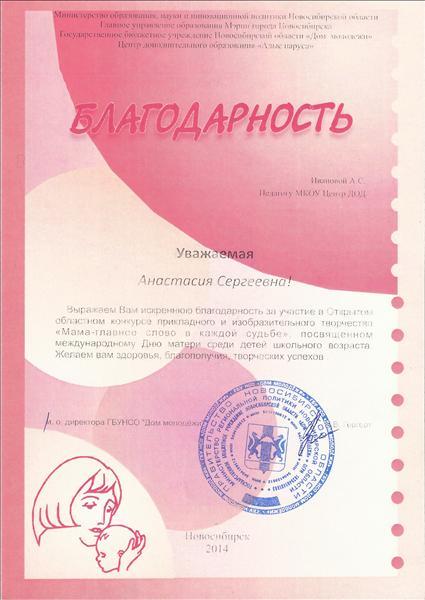 Министерство образования, науки и инновационной политики Новосибирской области
Главное управление образования Мэрии города Новосибирска
Государственное бюджетное учреждение Новосибирской области «Дом молодежи»
Центр дополнительного образования «Алые паруса»
БЛАГОДАРНОСТЬ
Ивановой А.С.
Педагогу МКОУ Центр ДОД
Уважаемая
Анастасия Сергеевна!
Выражаем Вам искреннюю благодарность за участие в Открытом
областном конкурсе прикладного и изобразительного творчества
«Мама-главное слово в каждой судьбе», посвященном
международному Дню матери среди детей школьного возраста.
Желаем вам здоровья, благополучия, творческих успехов
и. о. директора ГБУНСО "Дом молодежи"
Новосибирск
2014